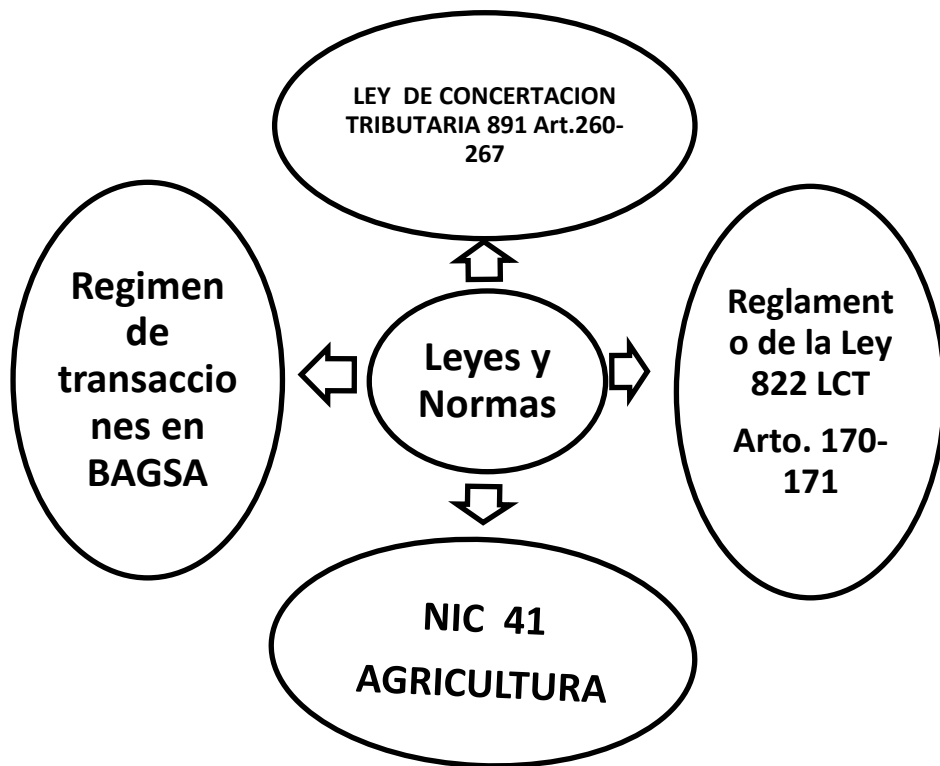 LEY DE CONCERTACION
TRIBUTARIA 891 Art.260-
267
Regimen
de
transaccio
nes en
BAGSA
Leyes y
Normas
Reglament
o de la Ley
822 LCT
Arto. 170-
171
NIC 41
AGRICULTURA